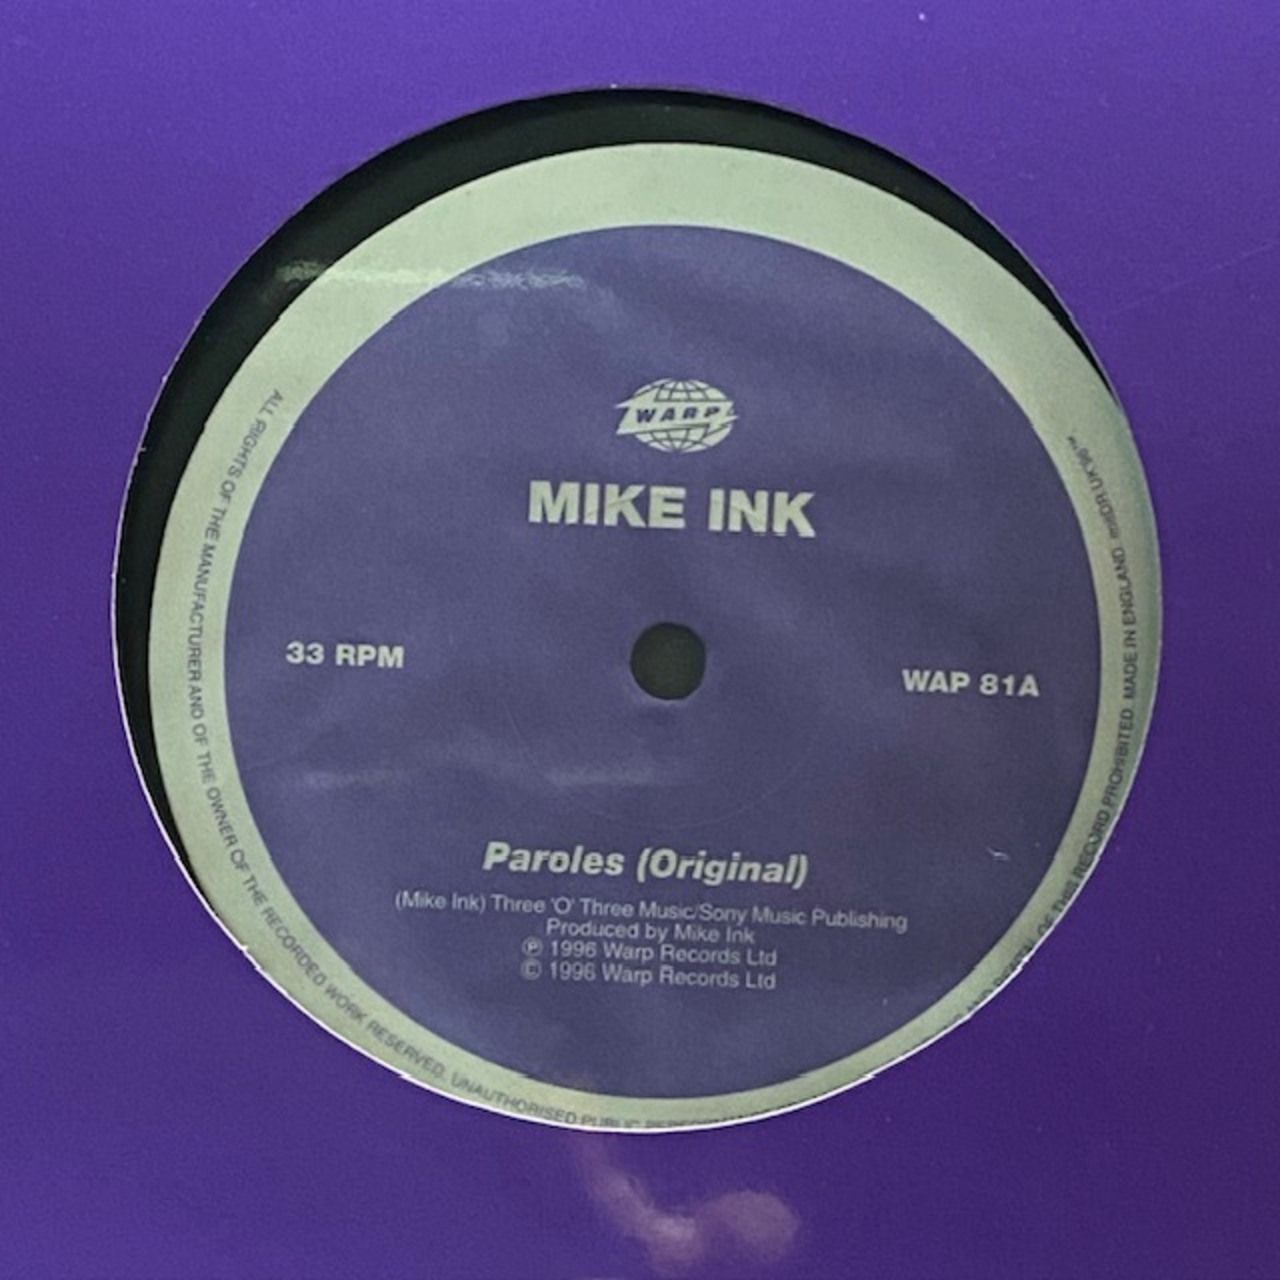 WARP
MIKE INK
33 RPM
WAP 81A
Paroles (Original)
(Mike Ink) Three 'O' Three Music/Sony Music Publishing
Produced by Mike Ink
℗ 1996 Warp Records Ltd
© 1996 Warp Records Ltd
ALL RIGHTS OF THE MANUFACTURER AND OF THE OWNER OF THE RECORDED WORK RESERVED. UNAUTHORISED PUBLIC OF THIS RECORD PROHIBITED. MADE IN ENGLAND